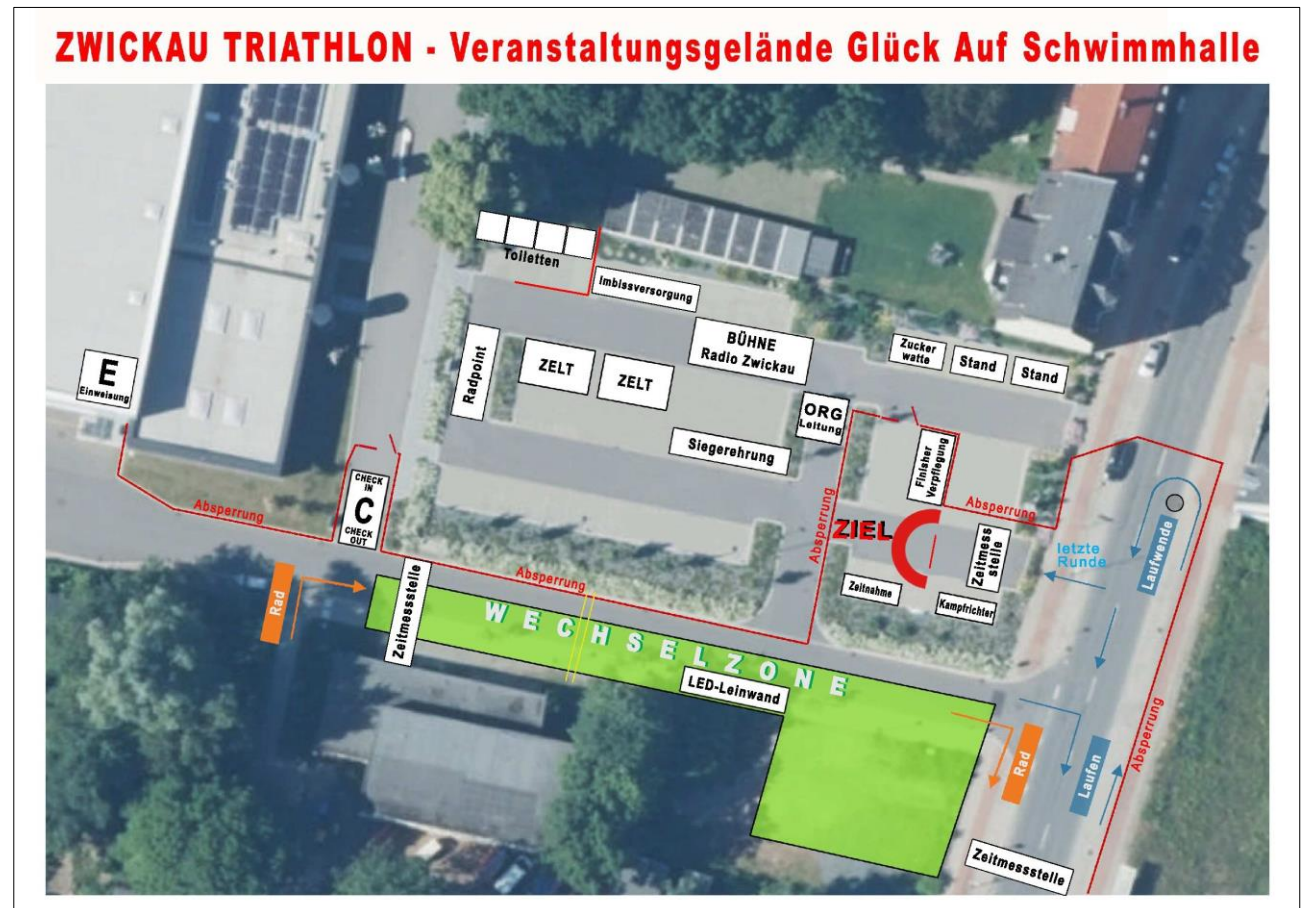 ZWICKAU TRIATHLON - Veranstaltungsgelände Glück Auf Schwimmhalle
Toiletten
Imbissversorgung
BÜHNE
Radio Zwickau
Zucker
watte
Stand
Stand
E
Einweisung
Radpoint
ZELT
ZELT
ORG
Leitung
Siegerehrung
Finisher
Verpflegung
CHECK
IN
C
CHECK
OUT
Absperrung
Absperrung
Absperrung
Absperrung
ZIEL
Zeitmess
stelle
letzte
Runde
Laufwende
Zeitnahme
Kampfrichter
Rad
Zeitmessstelle
WECHSELZONE
LED-Leinwand
Rad
Laufen
Absperrung
Zeitmessstelle